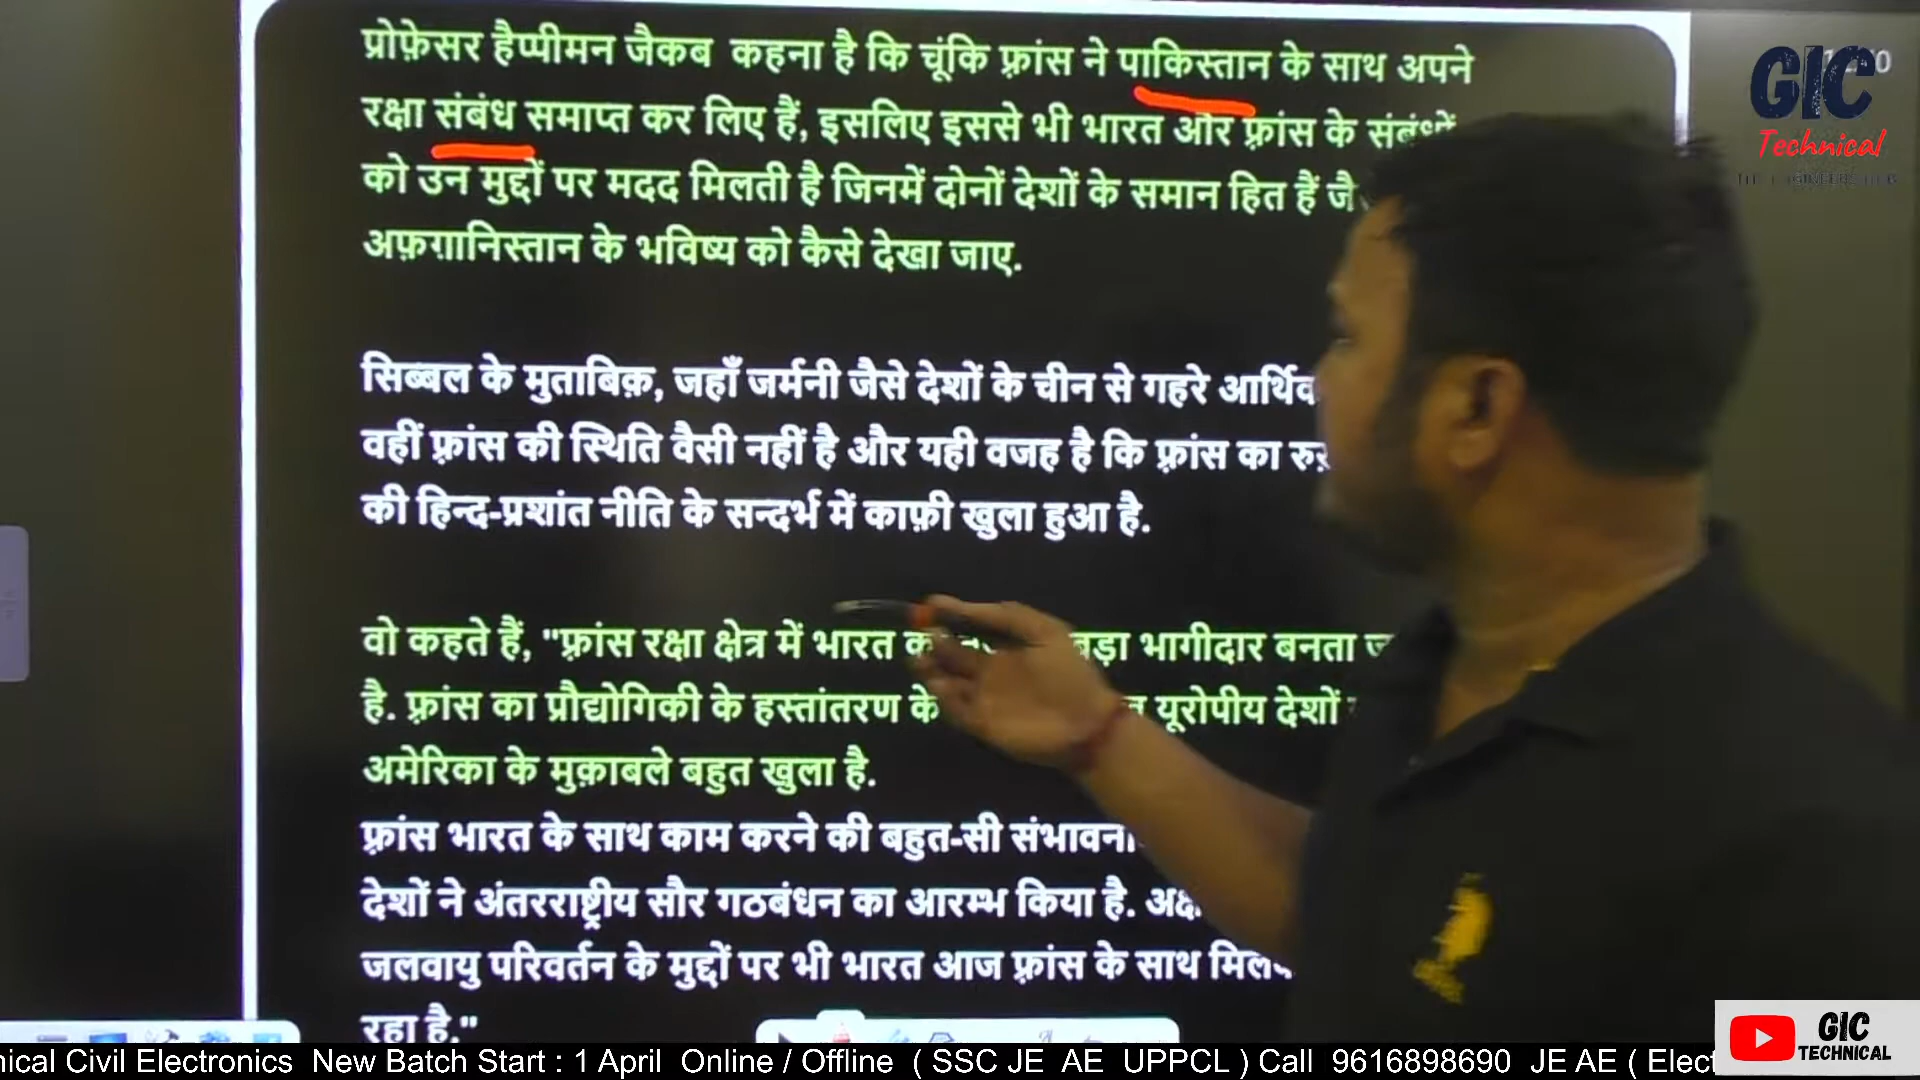 प्रोफ़ेसर हैप्पीमन जैकब कहना है कि चूंकि फ़्रांस ने पाकिस्तान के साथ अपने
रक्षा संबंध समाप्त कर लिए हैं, इसलिए इससे भी भारत और फ़्रांस के संबंधों
को उन मुद्दों पर मदद मिलती है जिनमें दोनों देशों के समान हित हैं
अफ़ग़ानिस्तान के भविष्य को कैसे देखा जाए.
सिब्बल के मुताबिक़, जहाँ जर्मनी जैसे देशों के चीन से गहरे
वहीं फ़्रांस की स्थिति वैसी नहीं है और यही वजह है कि फ़्रांस का
की हिन्द-प्रशांत नीति के सन्दर्भ में काफ़ी खुला हुआ है.
वो कहते हैं, "फ़्रांस रक्षा क्षेत्र में भारत भागीदार बनता
है. फ़्रांस का प्रौद्योगिकी के हस्तांतरण के यूरोपीय देशों
अमेरिका के मुक़ाबले बहुत खुला है.
फ़्रांस भारत के साथ काम करने की बहुत-सी
देशों ने अंतरराष्ट्रीय सौर गठबंधन का आरम्भ किया है.
जलवायु परिवर्तन के मुद्दों पर भी भारत आज फ़्रांस के साथ
रहा है."
GIC
Technical
GIC
TECHNICAL
nical Civil Electronics New Batch Start : 1 April Online / Offline ( SSC JE AE UPPCL ) Call 9616898690 JE AE ( Elect